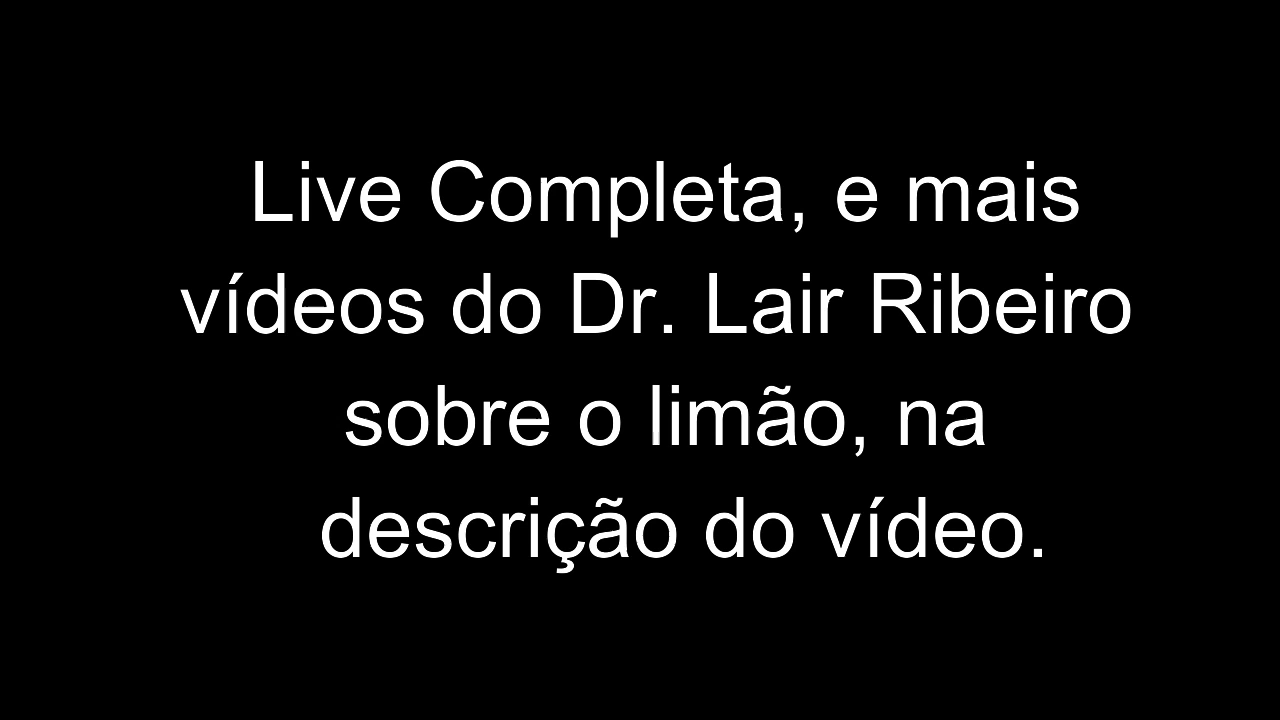 Live Completa, e mais
vídeos do Dr. Lair Ribeiro
sobre o limão, na
descrição do vídeo.